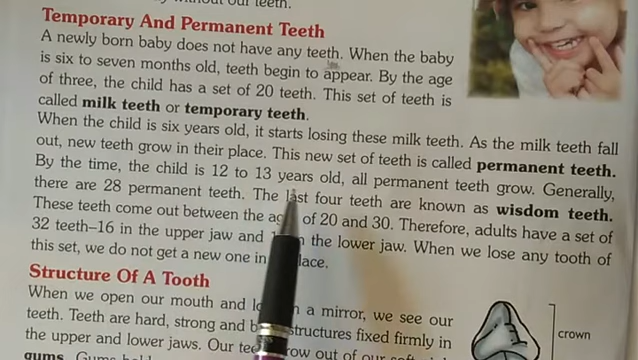 without our teeth.
Temporary And Permanent Teeth
A newly born baby does not have any teeth. When the baby
is six to seven months old, teeth begin to appear. By the age
of three, the child has a set of 20 teeth. This set of teeth is
called milk teeth or temporary teeth.
When the child is six years old, it starts losing these milk teeth. As the milk teeth fall
out, new teeth grow in their place. This new set of teeth is called permanent teeth.
By the time, the child is 12 to 13 years old, all permanent teeth grow. Generally,
there are 28 permanent teeth. The last four teeth are known as wisdom teeth.
These teeth come out between the of 20 and 30. Therefore, adults have a set of
32 teeth–16 in the upper jaw and the lower jaw. When we lose any tooth of
this set, we do not get a new one in
Structure Of A Tooth
When we open our mouth and a mirror, we see our
teeth. Teeth are hard, strong and structures fixed firmly in
crown
the upper and lower jaws. Our out of our
gums. Gums